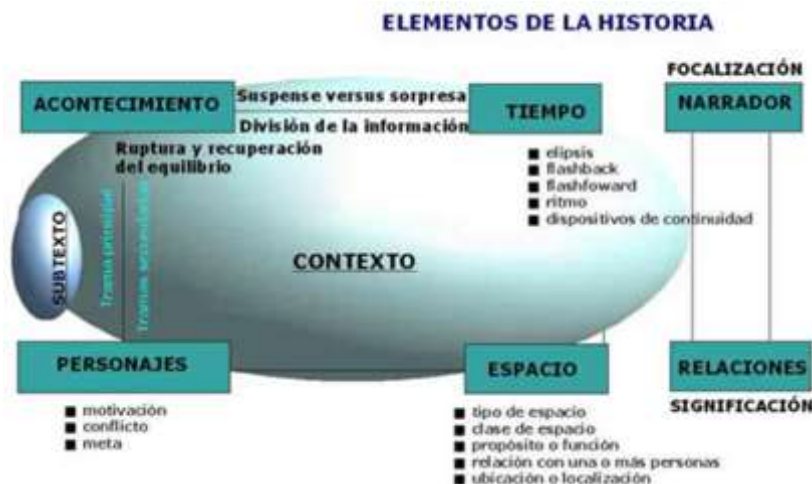 ELEMENTOS DE LA HISTORIA
FOCALIZACIÓN
ACONTECIMIENTO
Suspense versus sorpresa
División de la información
TIEMPO
NARRADOR
Ruptura y recuperación
del equilibrio
elipsis
flashback
flashfoward
ritmo
dispositivos de continuidad
SUBTEXTO
Trama principal
Tramas secundarias
CONTEXTO
PERSONAJES
ESPACIO
RELACIONES
SIGNIFICACIÓN
motivación
conflicto
meta
tipo de espacio
clase de espacio
propósito o función
relación con una o más personas
ubicación o localización